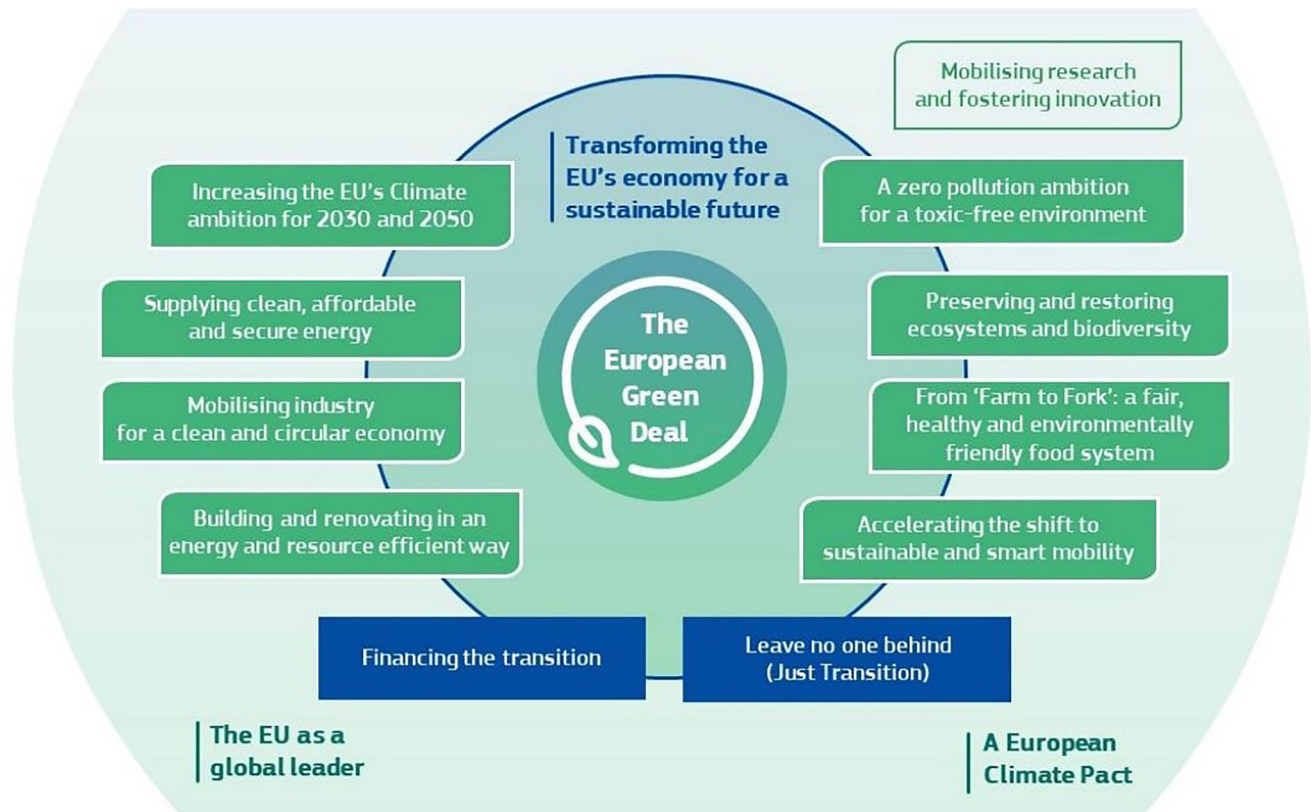 Mobilising research
and fostering innovation
Transforming the
EU's economy for a
sustainable future
Increasing the EU's Climate
ambition for 2030 and 2050
A zero pollution ambition
for a toxic-free environment
Supplying clean, affordable
and secure energy
Preserving and restoring
ecosystems and biodiversity
The
European
Green
Deal
Mobilising industry
for a clean and circular economy
From ‘Farm to Fork’: a fair,
healthy and environmentally
friendly food system
Building and renovating in an
energy and resource efficient way
Accelerating the shift to
sustainable and smart mobility
Financing the transition
Leave no one behind
(Just Transition)
The EU as a
global leader
A European
Climate Pact